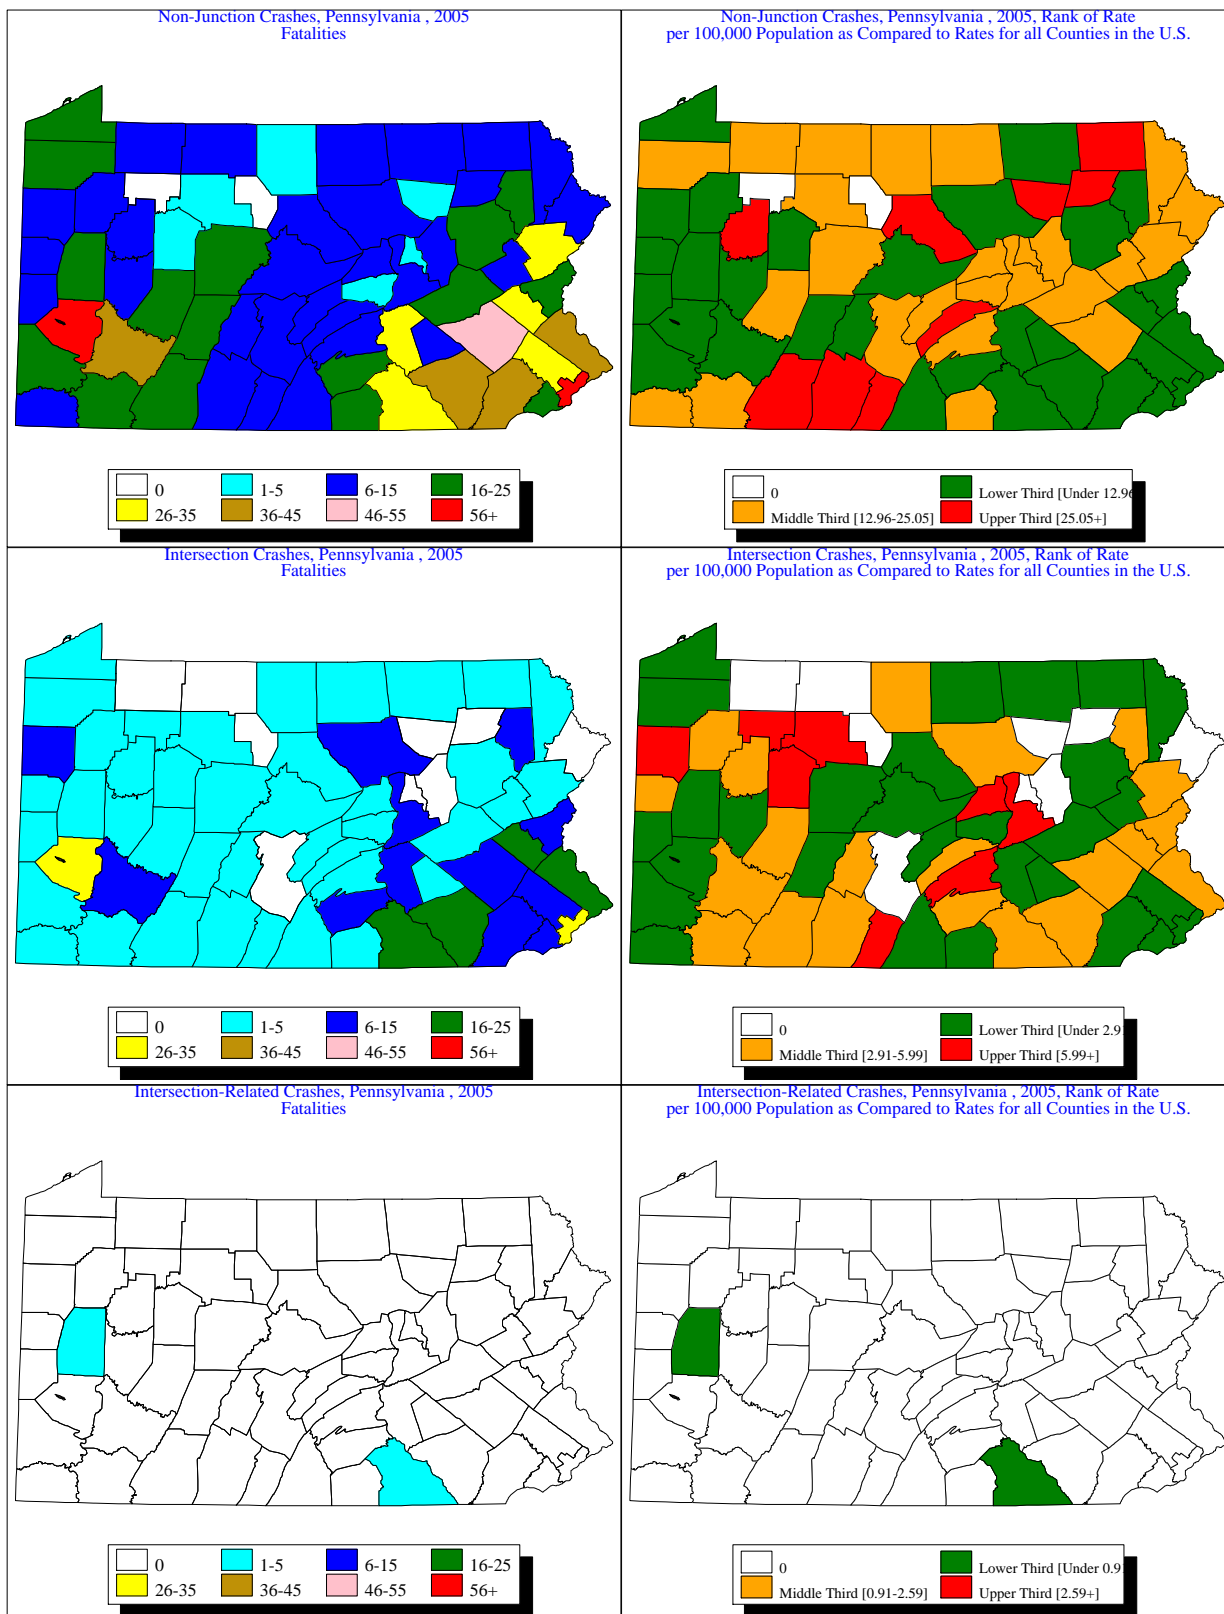 Non-Junction Crashes, Pennsylvania , 2005
Fatalities
0
1-5
6-15
16-25
26-35
36-45
46-55
56+
Non-Junction Crashes, Pennsylvania , 2005, Rank of Rate
per 100,000 Population as Compared to Rates for all Counties in the U.S.
0
Lower Third [Under 12.96
Middle Third [12.96-25.05]
Upper Third [25.05+]
Intersection Crashes, Pennsylvania , 2005
Fatalities
0
1-5
6-15
16-25
26-35
36-45
46-55
56+
Intersection Crashes, Pennsylvania , 2005, Rank of Rate
per 100,000 Population as Compared to Rates for all Counties in the U.S.
0
Lower Third [Under 2.91
Middle Third [2.91-5.99]
Upper Third [5.99+]
Intersection-Related Crashes, Pennsylvania , 2005
Fatalities
0
1-5
6-15
16-25
26-35
36-45
46-55
56+
Intersection-Related Crashes, Pennsylvania , 2005, Rank of Rate
per 100,000 Population as Compared to Rates for all Counties in the U.S.
0
Lower Third [Under 0.91
Middle Third [0.91-2.59]
Upper Third [2.59+]